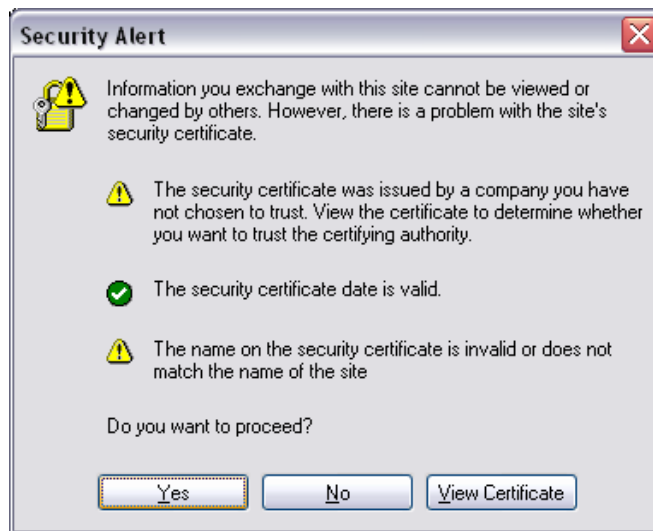 Security Alert
Information you exchange with this site cannot be viewed or
changed by others. However, there is a problem with the site's
security certificate.
The security certificate was issued by a company you have
not chosen to trust. View the certificate to determine whether
you want to trust the certifying authority.
The security certificate date is valid.
The name on the security certificate is invalid or does not
match the name of the site
Do you want to proceed?
Yes No View Certificate